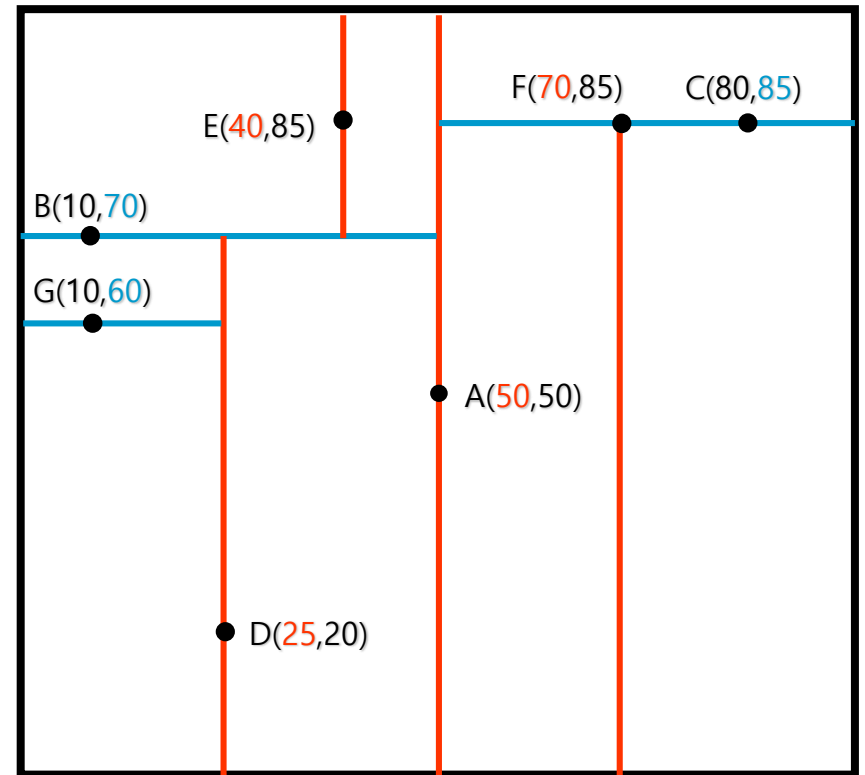 F(70,85) C(80,85)
E(40,85)
B(10,70)
G(10,60)
A(50,50)
D(25,20)